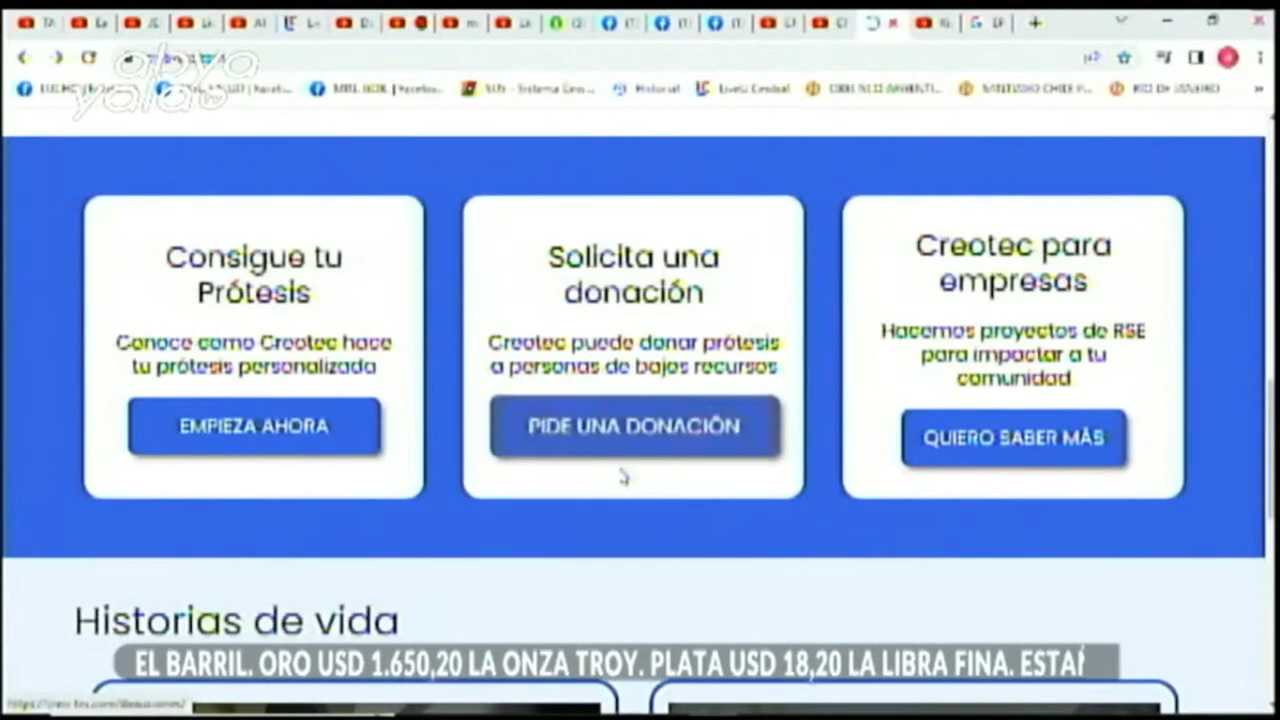 abya
yala
Consigue tu
Prótesis
Conoce como Creotec hace
tu prótesis personalizada
EMPIEZA AHORA
Solicita una
donación
Creotec puede donar prótesis
a personas de bajos recursos
PIDE UNA DONACIÓN
Creotec para
empresas
Hacemos proyectos de RSE
para impactar a tu
comunidad
QUIERO SABER MÁS
Historias de vida
EL BARRIL. ORO USD 1.650,20 LA ONZA TROY. PLATA USD 18,20 LA LIBRA FINA.